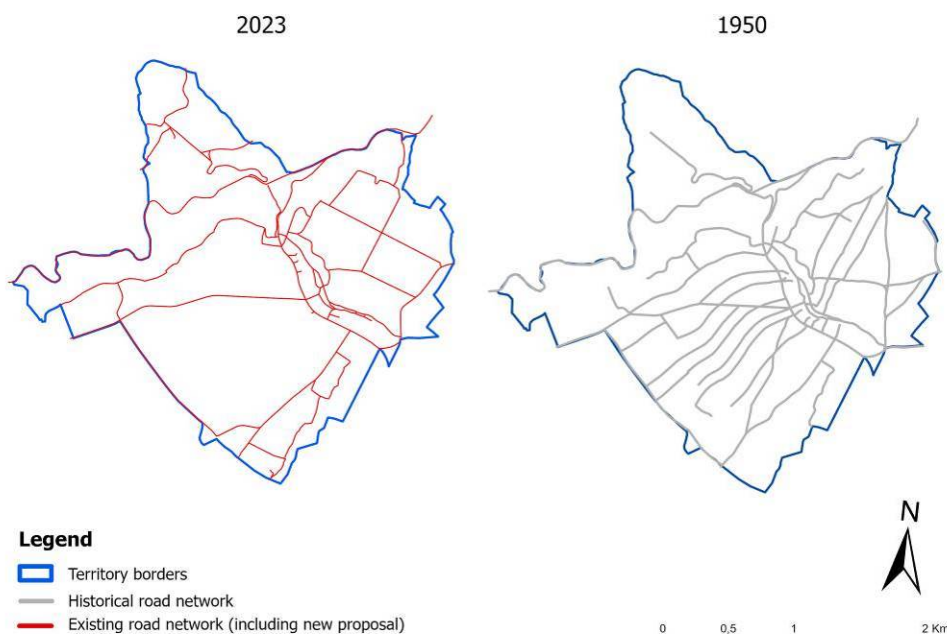 2023
1950
N
Legend
Territory borders
Historical road network
Existing road network (including new proposal)
0 0,5 1 2 Km